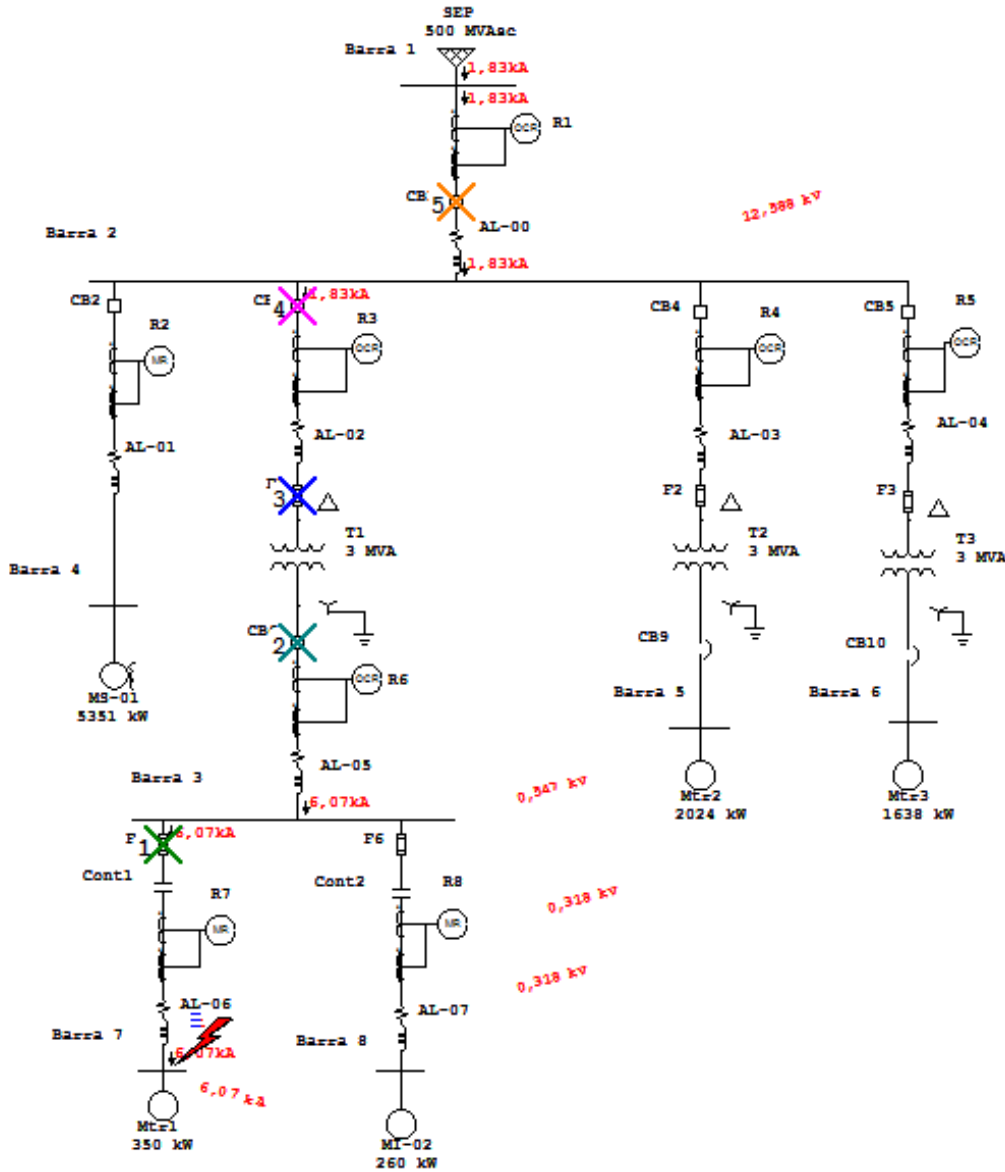 SEP
500 MVAsc
Barra 1
1,83kA
1,83kA
OCR
R1
CB
5
AL-00
12,588 kV
Barra 2
1,83kA
CB2
4
1,83kA
CB4
CB5
R2
R3
R4
R5
MR
OCR
OCR
OCR
AL-01
AL-02
AL-03
AL-04
3
F2
F3
T1
3 MVA
T2
3 MVA
T3
3 MVA
Barra 4
CB
2
CB9
CB10
OCR
R6
Barra 5
Barra 6
MS-01
5351 kW
AL-05
Barra 3
Mtr2
2024 kW
Mtr3
1638 kW
6,07kA
0,547 kV
F
1
6,07kA
F6
Cont1
Cont2
R7
R8
MR
MR
0,318 kV
0,318 kV
AL-06
AL-07
Barra 7
Barra 8
6,07kA
6,07 kA
Mtr1
350 kW
MI-02
260 kW